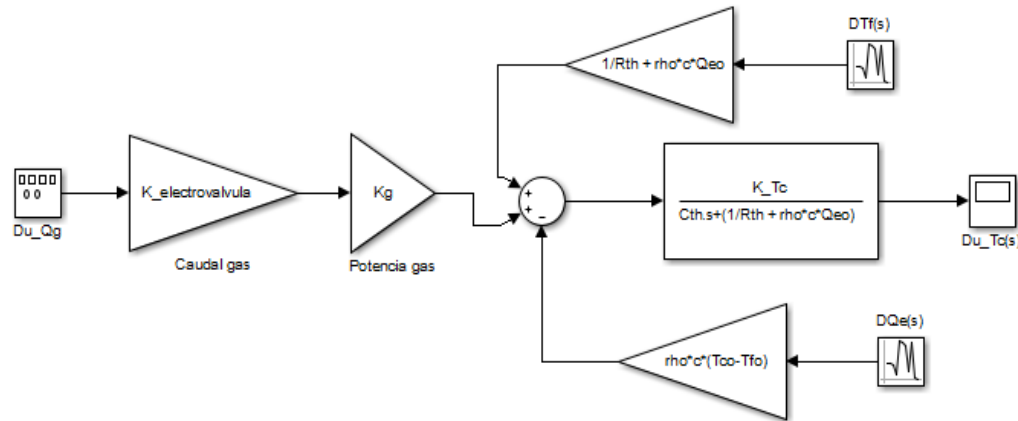 DTf(s)
1/Rth + rho*c*Qeo
K_electrovalvula
Kg
K_Tc
Cth.s+(1/Rth + rho*c*Qeo)
Du_Qg
Caudal gas
Potencia gas
Du_Tc(s)
DQe(s)
rho*c*(Tco-Tfo)